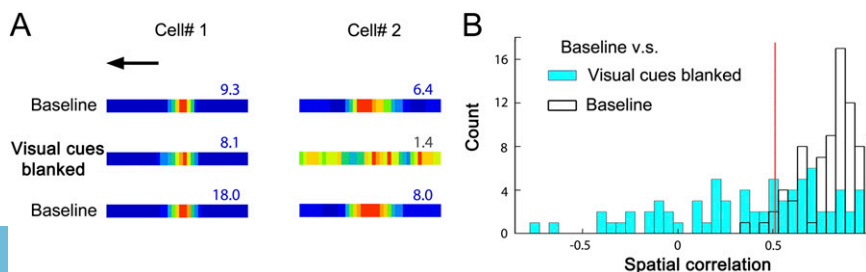 A
Cell# 1
Cell# 2
Baseline
9.3
6.4
Visual cues
blanked
8.1
1.4
Baseline
18.0
8.0
B
Baseline v.s.
Visual cues blanked
Baseline
Count
16
12
8
4
0
-0.5
0
0.5
Spatial correlation